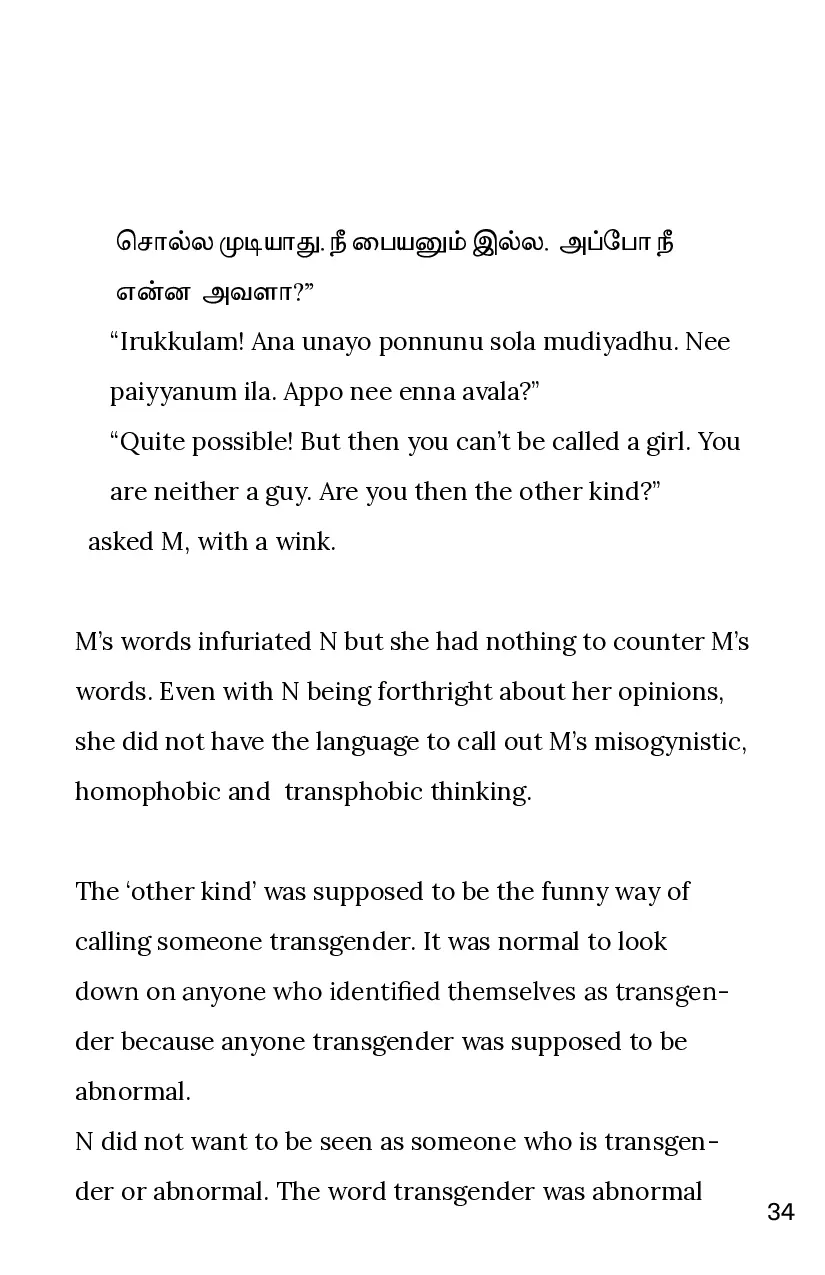 சொல்ல முடியாது. நீ பையனும் இல்ல. அப்போ நீ
என்ன அவளா?”
“Irukkulam! Ana unayo ponnunu sola mudiyadhu. Nee
paiyyanum ila. Appo nee enna avala?”
“Quite possible! But then you can’t be called a girl. You
are neither a guy. Are you then the other kind?”
asked M, with a wink.
M’s words infuriated N but she had nothing to counter M’s
words. Even with N being forthright about her opinions,
she did not have the language to call out M’s misogynistic,
homophobic and transphobic thinking.
The ‘other kind’ was supposed to be the funny way of
calling someone transgender. It was normal to look
down on anyone who identified themselves as transgen-
der because anyone transgender was supposed to be
abnormal.
N did not want to be seen as someone who is transgen-
der or abnormal. The word transgender was abnormal
34